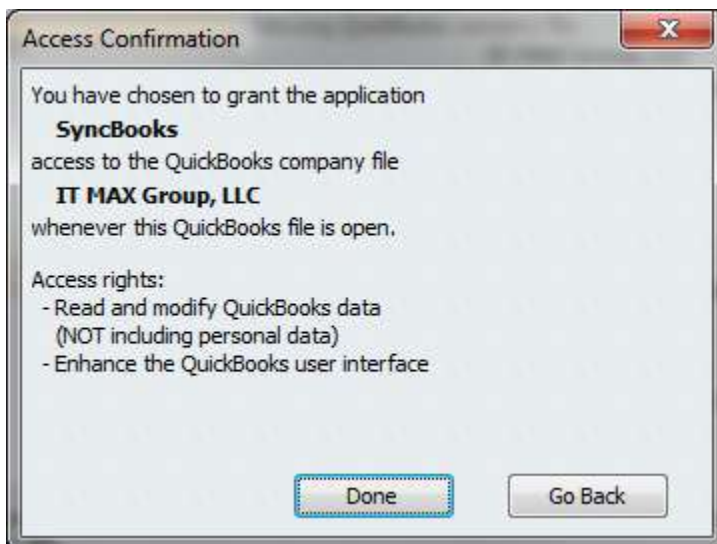 Access Confirmation
You have chosen to grant the application
SyncBooks
access to the QuickBooks company file
IT MAX Group, LLC
whenever this QuickBooks file is open.
Access rights:
- Read and modify QuickBooks data
(NOT including personal data)
- Enhance the QuickBooks user interface
Done
Go Back